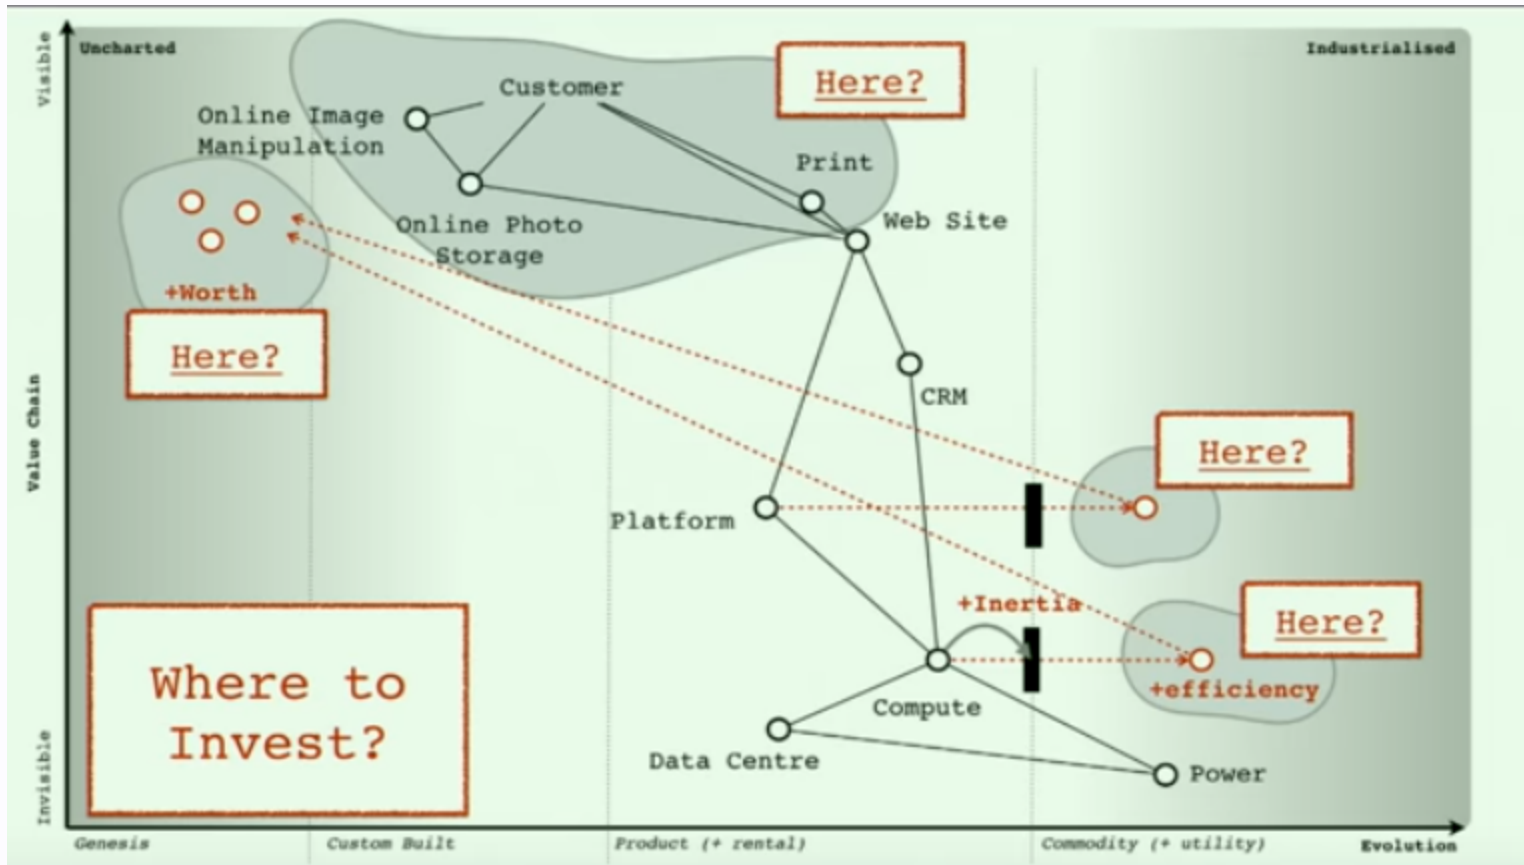 Visible
Uncharted
Industrialised
Customer
Here?
Online Image
Manipulation
Print
Web Site
Online Photo
Storage
+Worth
Here?
Value Chain
CRM
Here?
Platform
+Inertia
Here?
+efficiency
Where to
Invest?
Compute
Data Centre
Power
Invisible
Genesis
Custom Built
Product (+ rental)
Commodity (+ utility)
Evolution